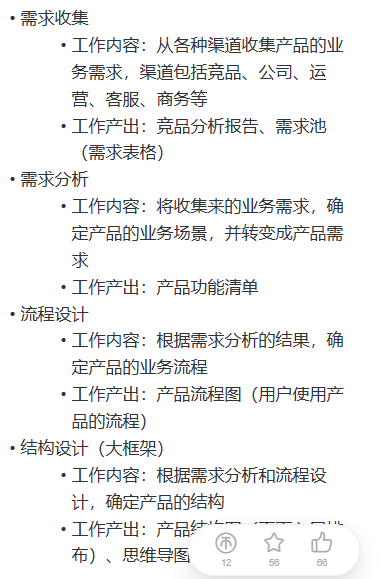 • 需求收集
• 工作内容：从各种渠道收集产品的业
务需求，渠道包括竞品、公司、运
营、客服、商务等
• 工作产出：竞品分析报告、需求池
（需求表格）
• 需求分析
• 工作内容：将收集来的业务需求，确
定产品的业务场景，并转变成产品需
求
• 工作产出：产品功能清单
• 流程设计
• 工作内容：根据需求分析的结果，确
定产品的业务流程
• 工作产出：产品流程图（用户使用产
品的流程）
• 结构设计（大框架）
• 工作内容：根据需求分析和流程设
计，确定产品的结构
• 工作产出：产品结
布）、思维导图
币
12
56
66